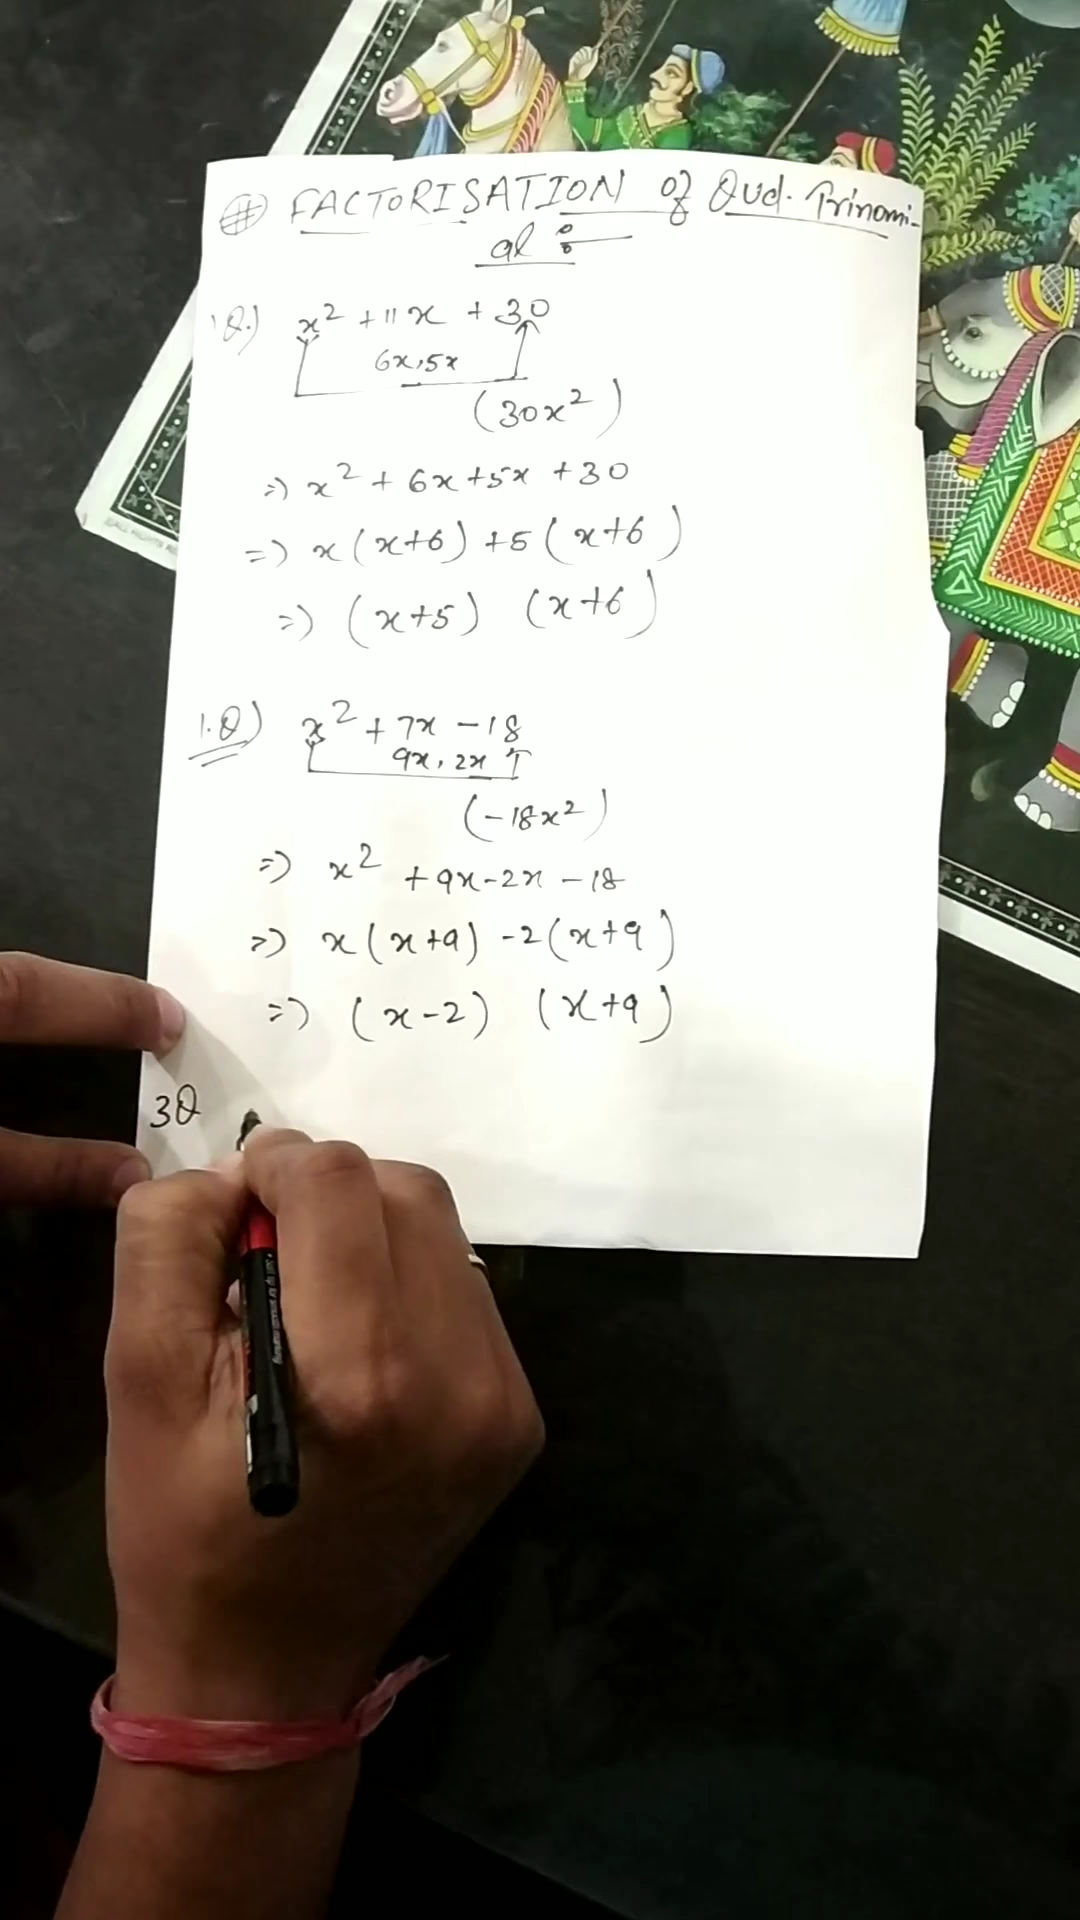 # FACTORISATION of Qud. Trinomi-
al :
1Q.) x² + 11x + 30
6x, 5x
(30x²)
=) x² + 6x + 5x + 30
=) x(x+6) + 5(x+6)
=) (x+5) (x+6)
1.Q) x² + 7x - 18
9x, 2x
(-18x²)
=) x² + 9x - 2x - 18
=) x(x+9) - 2(x+9)
=) (x-2) (x+9)
3Q